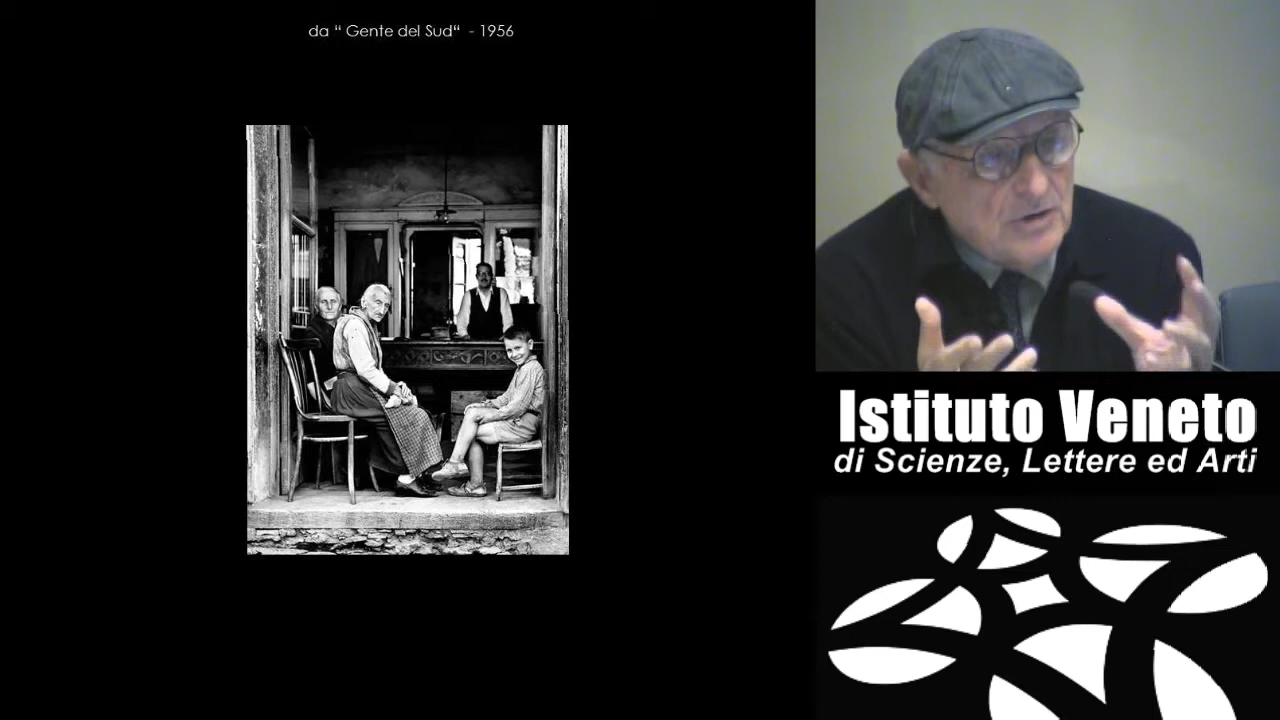 da “ Gente del Sud“ - 1956
Istituto Veneto
di Scienze, Lettere ed Arti